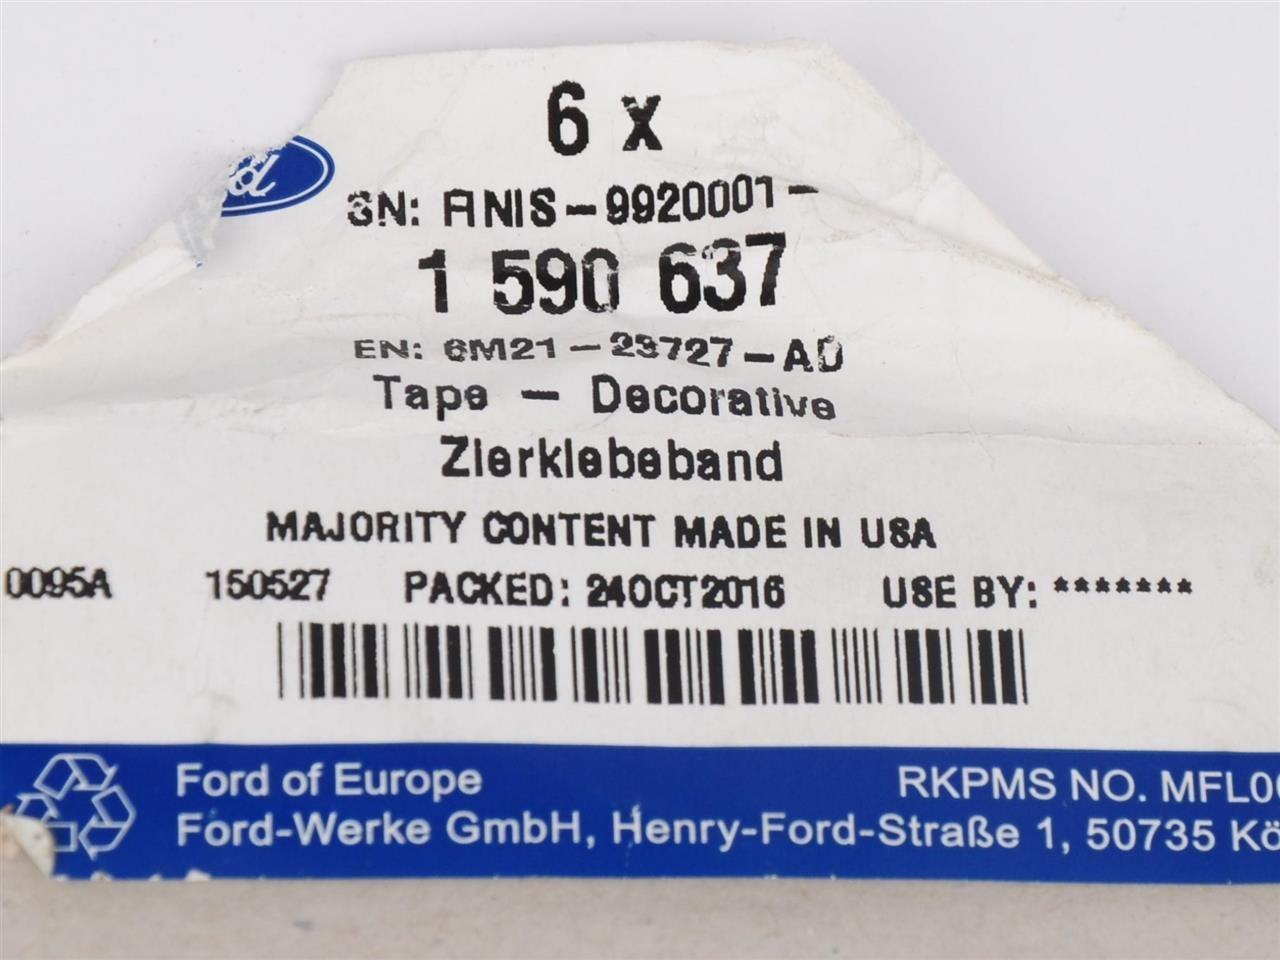 6 x
SN: FINIS-9920001-
1 590 637
EN: 6M21-23727-AD
Tape - Decorative
Zierklebeband
MAJORITY CONTENT MADE IN USA
0095A 150527 PACKED: 24OCT2016 USE BY: *******
Ford of Europe RKPMS NO. MFL00
Ford-Werke GmbH, Henry-Ford-Straße 1, 50735 Kö